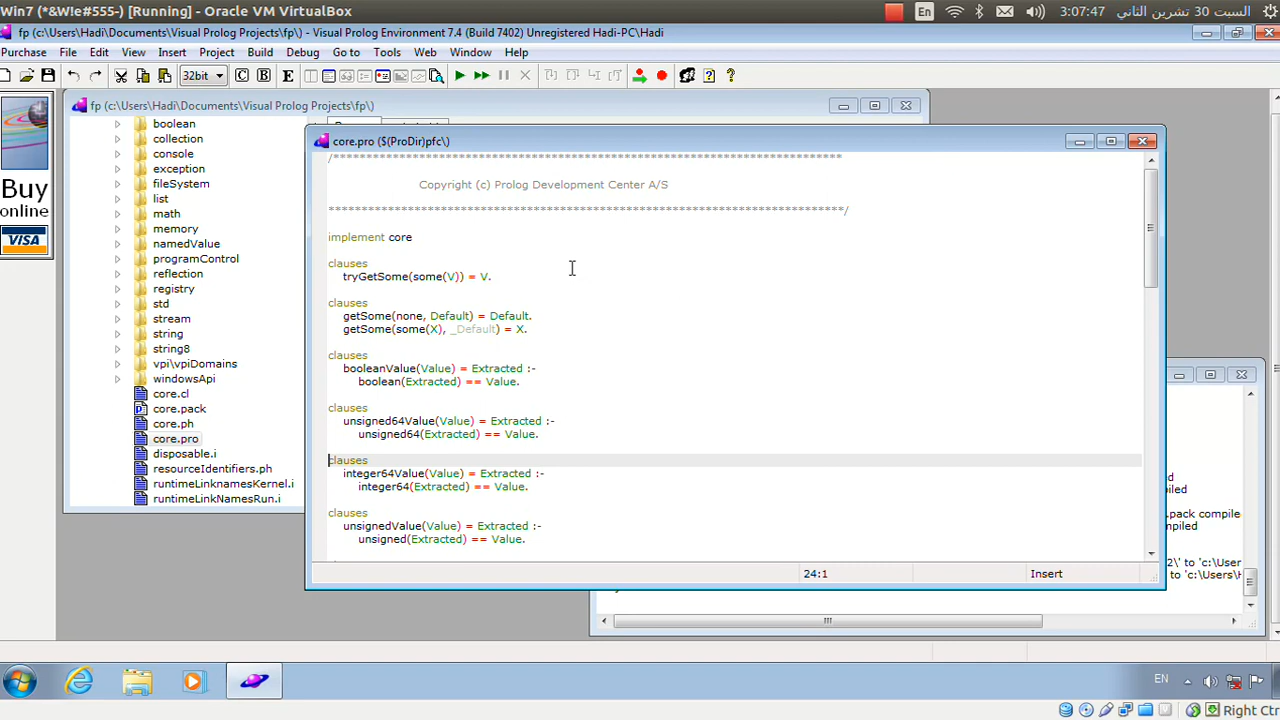 Win7 (*&W!e#555-) [Running] - Oracle VM VirtualBox
En
السبت 30 تشرين الثاني 3:07:47
fp (c:\Users\Hadi\Documents\Visual Prolog Projects\fp\) - Visual Prolog Environment 7.4 (Build 7402) Unregistered Hadi-PC\Hadi
Purchase File Edit View Insert Project Build Debug Go to Tools Web Window Help
32bit
C B E
fp (c:\Users\Hadi\Documents\Visual Prolog Projects\fp\)
Buy
online
VISA
boolean
collection
console
exception
fileSystem
list
math
memory
namedValue
programControl
reflection
registry
std
stream
string
string8
vpi\vpiDomains
windowsApi
core.cl
core.pack
core.ph
core.pro
disposable.i
resourceIdentifiers.ph
runtimeLinknamesKernel.i
runtimeLinkNamesRun.i
core.pro ($(ProDir)pfc\)
/******************************************************************************
Copyright (c) Prolog Development Center A/S
******************************************************************************/
implement core
clauses
tryGetSome(some(V)) = V.
clauses
getSome(none, Default) = Default.
getSome(some(X), _Default) = X.
clauses
booleanValue(Value) = Extracted :-
boolean(Extracted) == Value.
clauses
unsigned64Value(Value) = Extracted :-
unsigned64(Extracted) == Value.
clauses
integer64Value(Value) = Extracted :-
integer64(Extracted) == Value.
clauses
unsignedValue(Value) = Extracted :-
unsigned(Extracted) == Value.
24:1
Insert
.pack compile
2\' to 'c:\User
' to 'c:\Users\H
EN
Right Ctr